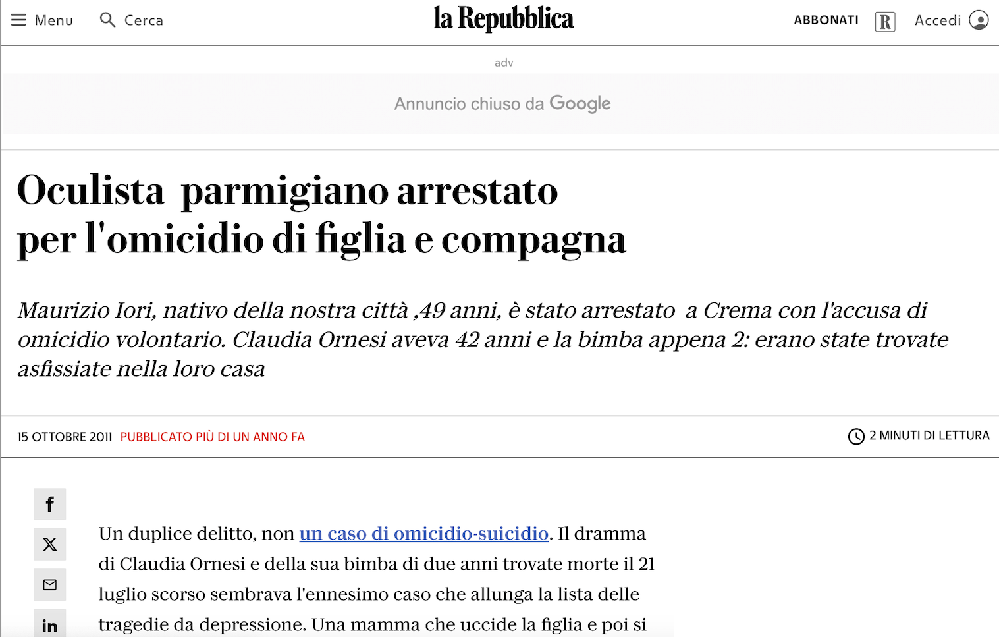 Menu Cerca la Repubblica ABBONATI R Accedi
adv
Annuncio chiuso da Google
Oculista parmigiano arrestato
per l'omicidio di figlia e compagna
Maurizio Iori, nativo della nostra città ,49 anni, è stato arrestato a Crema con l'accusa di
omicidio volontario. Claudia Ornesi aveva 42 anni e la bimba appena 2: erano state trovate
asfissiate nella loro casa
15 OTTOBRE 2011 PUBBLICATO PIÙ DI UN ANNO FA 2 MINUTI DI LETTURA
f
X
in
Un duplice delitto, non un caso di omicidio-suicidio. Il dramma
di Claudia Ornesi e della sua bimba di due anni trovate morte il 21
luglio scorso sembrava l'ennesimo caso che allunga la lista delle
tragedie da depressione. Una mamma che uccide la figlia e poi si